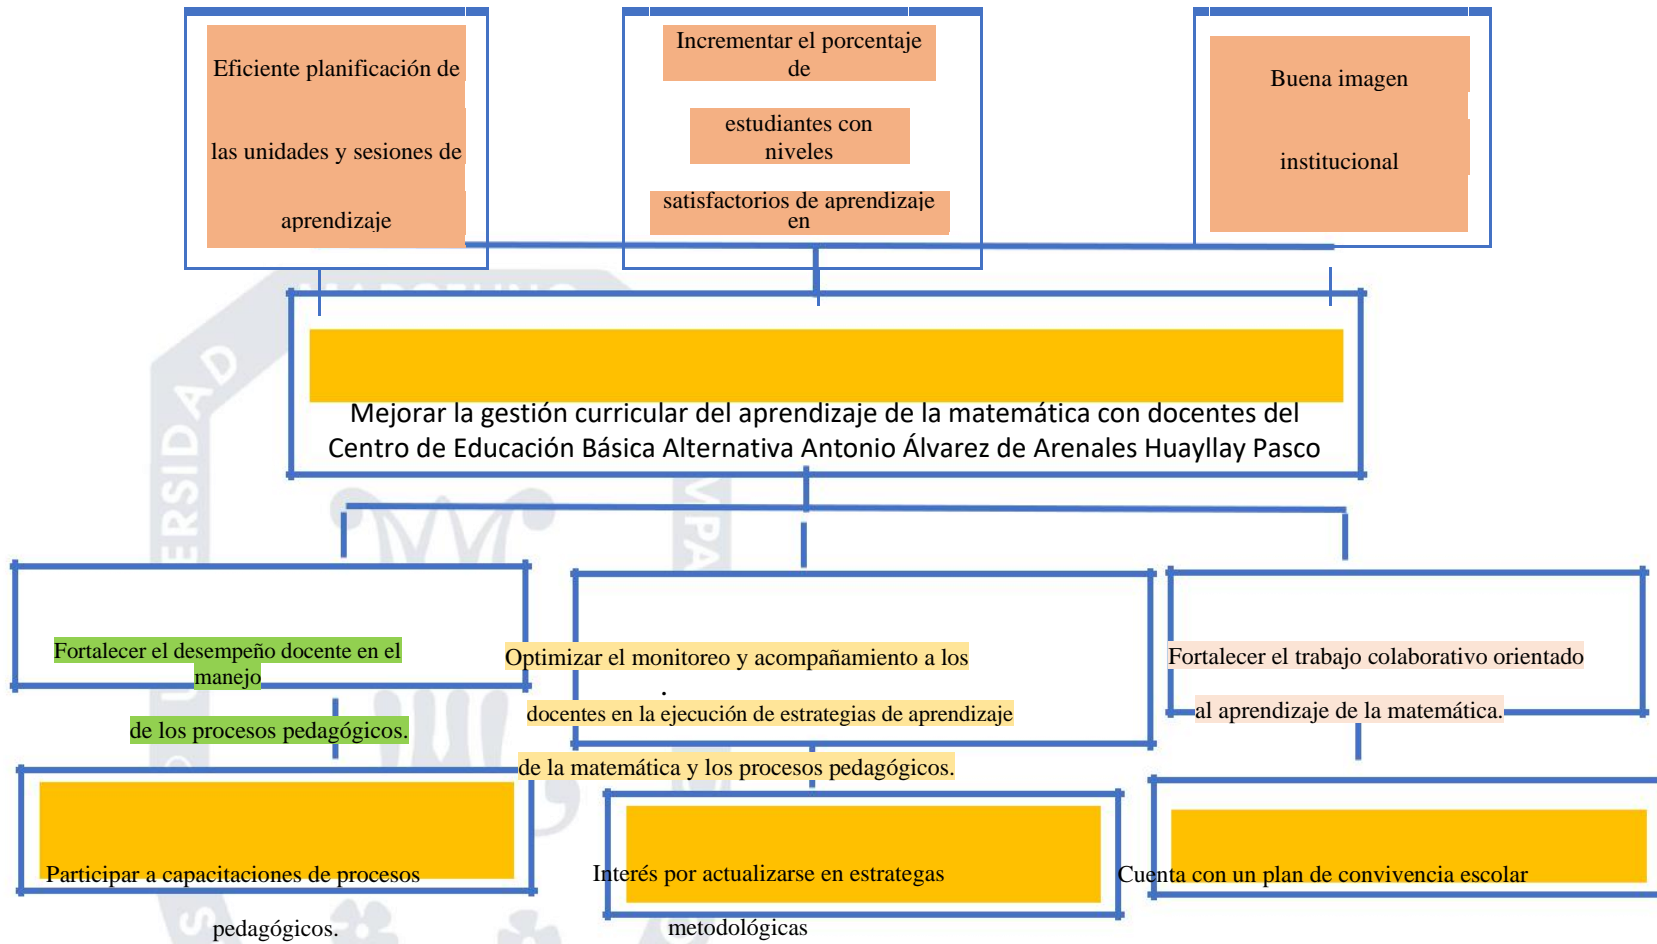 Eficiente planificación de
las unidades y sesiones de
aprendizaje
Incrementar el porcentaje
de
estudiantes con
niveles
satisfactorios de aprendizaje
en
Buena imagen
institucional
Mejorar la gestión curricular del aprendizaje de la matemática con docentes del
Centro de Educación Básica Alternativa Antonio Álvarez de Arenales Huayllay Pasco
Fortalecer el desempeño docente en el
manejo
de los procesos pedagógicos.
Optimizar el monitoreo y acompañamiento a los
.
docentes en la ejecución de estrategias de aprendizaje
de la matemática y los procesos pedagógicos.
Fortalecer el trabajo colaborativo orientado
al aprendizaje de la matemática.
Participar a capacitaciones de procesos
pedagógicos.
Interés por actualizarse en estrategas
metodológicas
Cuenta con un plan de convivencia escolar